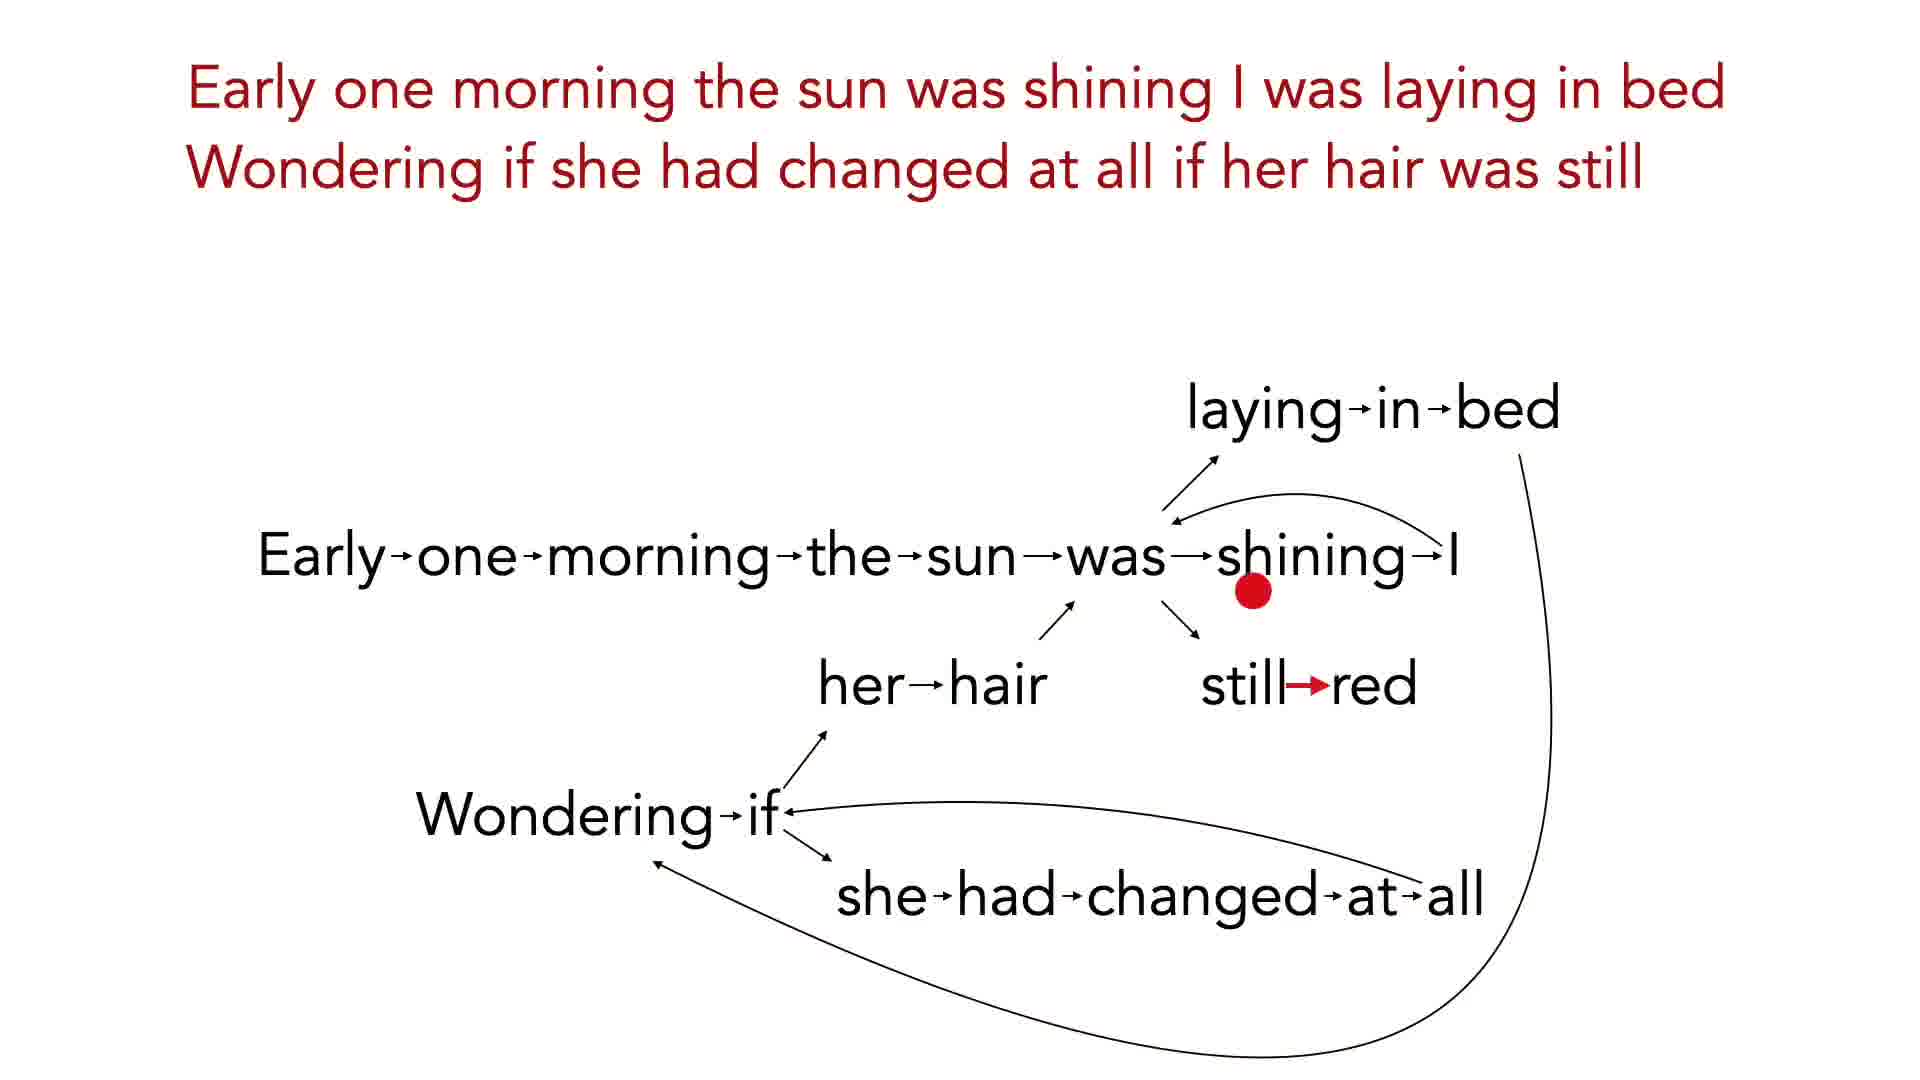 Early one morning the sun was shining I was laying in bed
Wondering if she had changed at all if her hair was still
laying in bed
Early one morning the sun was shining I
her hair still red
Wondering if
she had changed at all